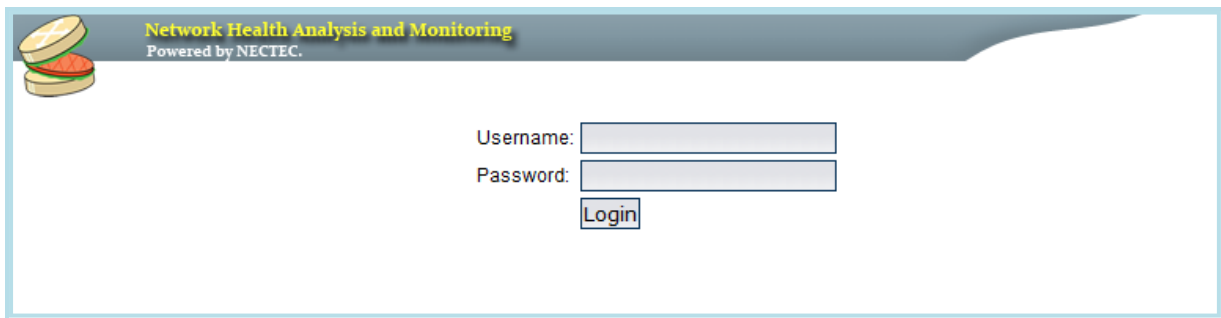 Network Health Analysis and Monitoring
Powered by NECTEC.
Username:
Password:
Login